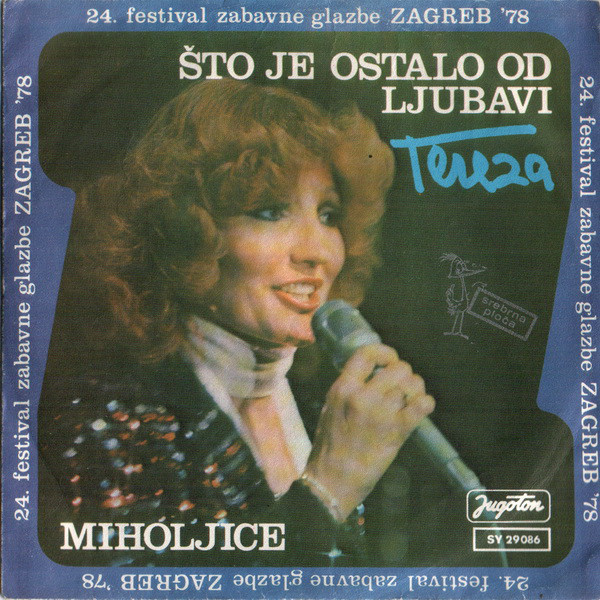 24. festival zabavne glazbe ZAGREB '78
ŠTO JE OSTALO OD
LJUBAVI
Tereza
24. festival zabavne glazbe ZAGREB '78
24. festival zabavne glazbe ZAGREB '78
srebrna
ploča
MIHOLJICE
Jugoton
SY 29086
24. festival zabavne glazbe ZAGREB '78